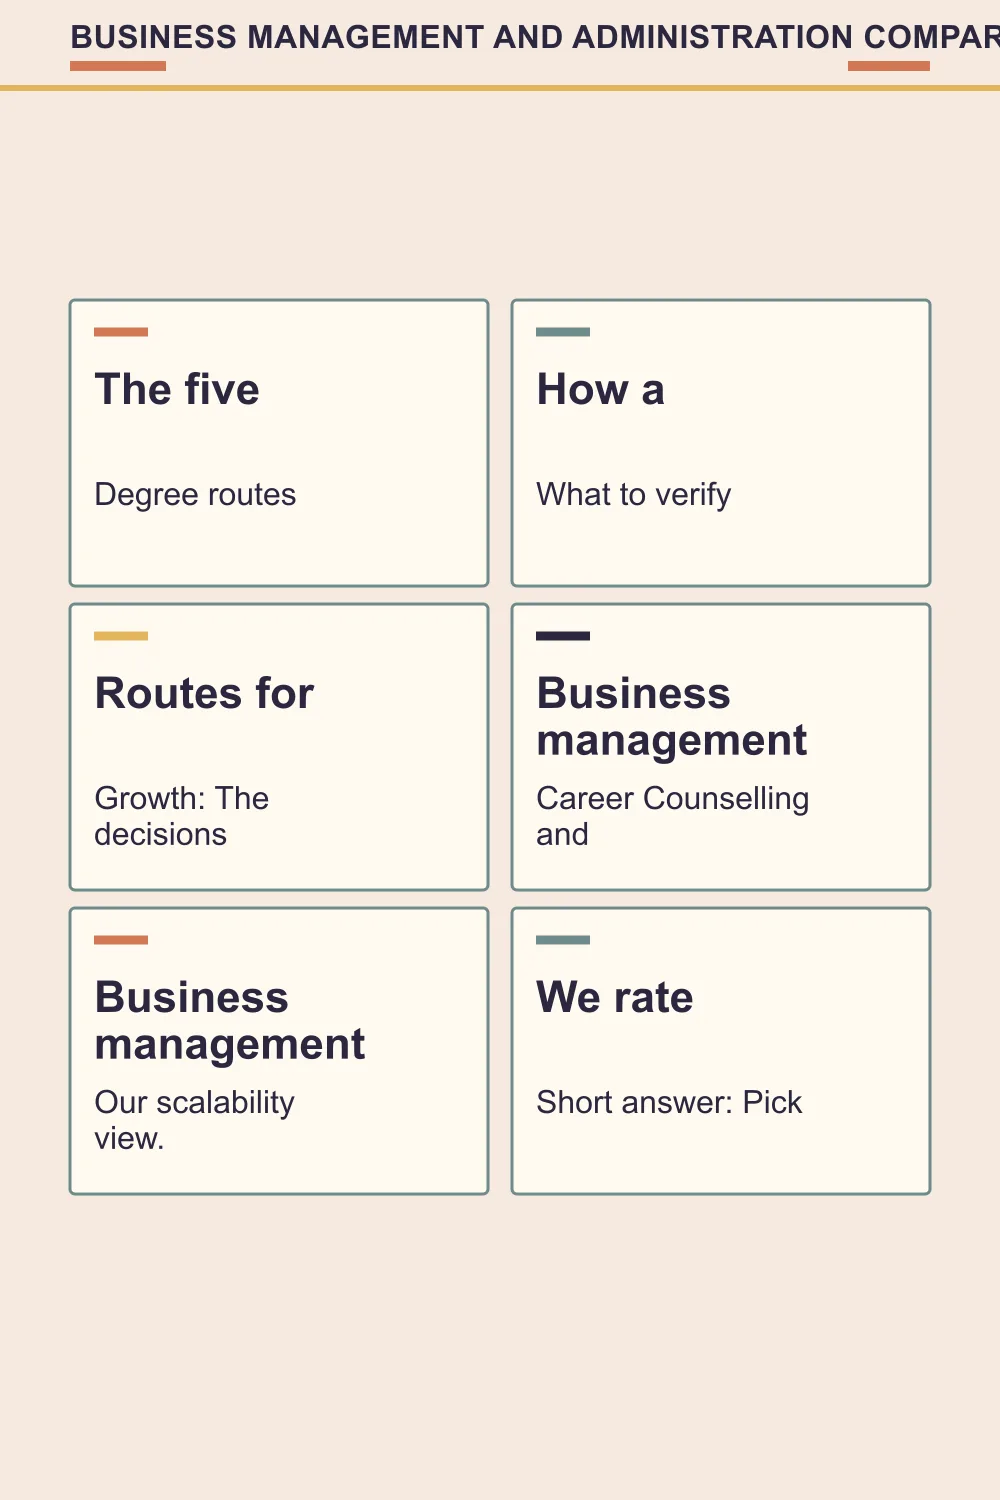 BUSINESS MANAGEMENT AND ADMINISTRATION COMPAR
The five
Degree routes
How a
What to verify
Routes for
Growth: The
decisions
Business
management
Career Counselling
and
Business
management
Our scalability
view.
We rate
Short answer: Pick